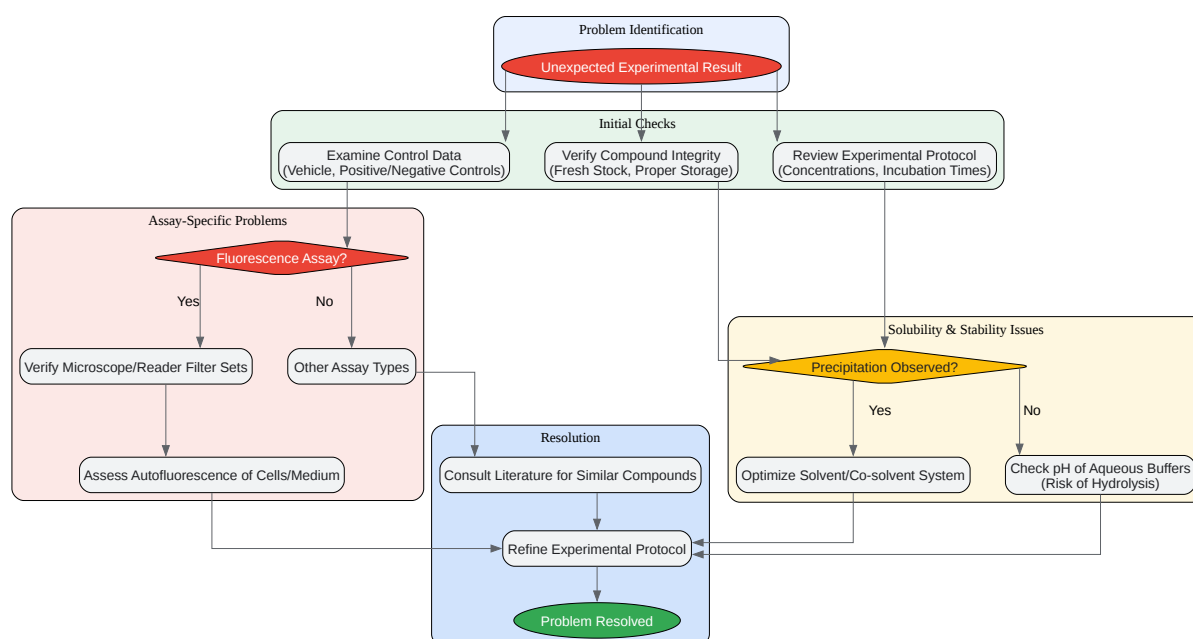 Problem Identification
Unexpected Experimental Result
Initial Checks
Examine Control Data
(Vehicle, Positive/Negative Controls)
Verify Compound Integrity
(Fresh Stock, Proper Storage)
Review Experimental Protocol
(Concentrations, Incubation Times)
Assay-Specific Problems
Fluorescence Assay?
Yes
No
Verify Microscope/Reader Filter Sets
Other Assay Types
Assess Autofluorescence of Cells/Medium
Solubility & Stability Issues
Precipitation Observed?
Yes
No
Optimize Solvent/Co-solvent System
Check pH of Aqueous Buffers
(Risk of Hydrolysis)
Resolution
Consult Literature for Similar Compounds
Refine Experimental Protocol
Problem Resolved